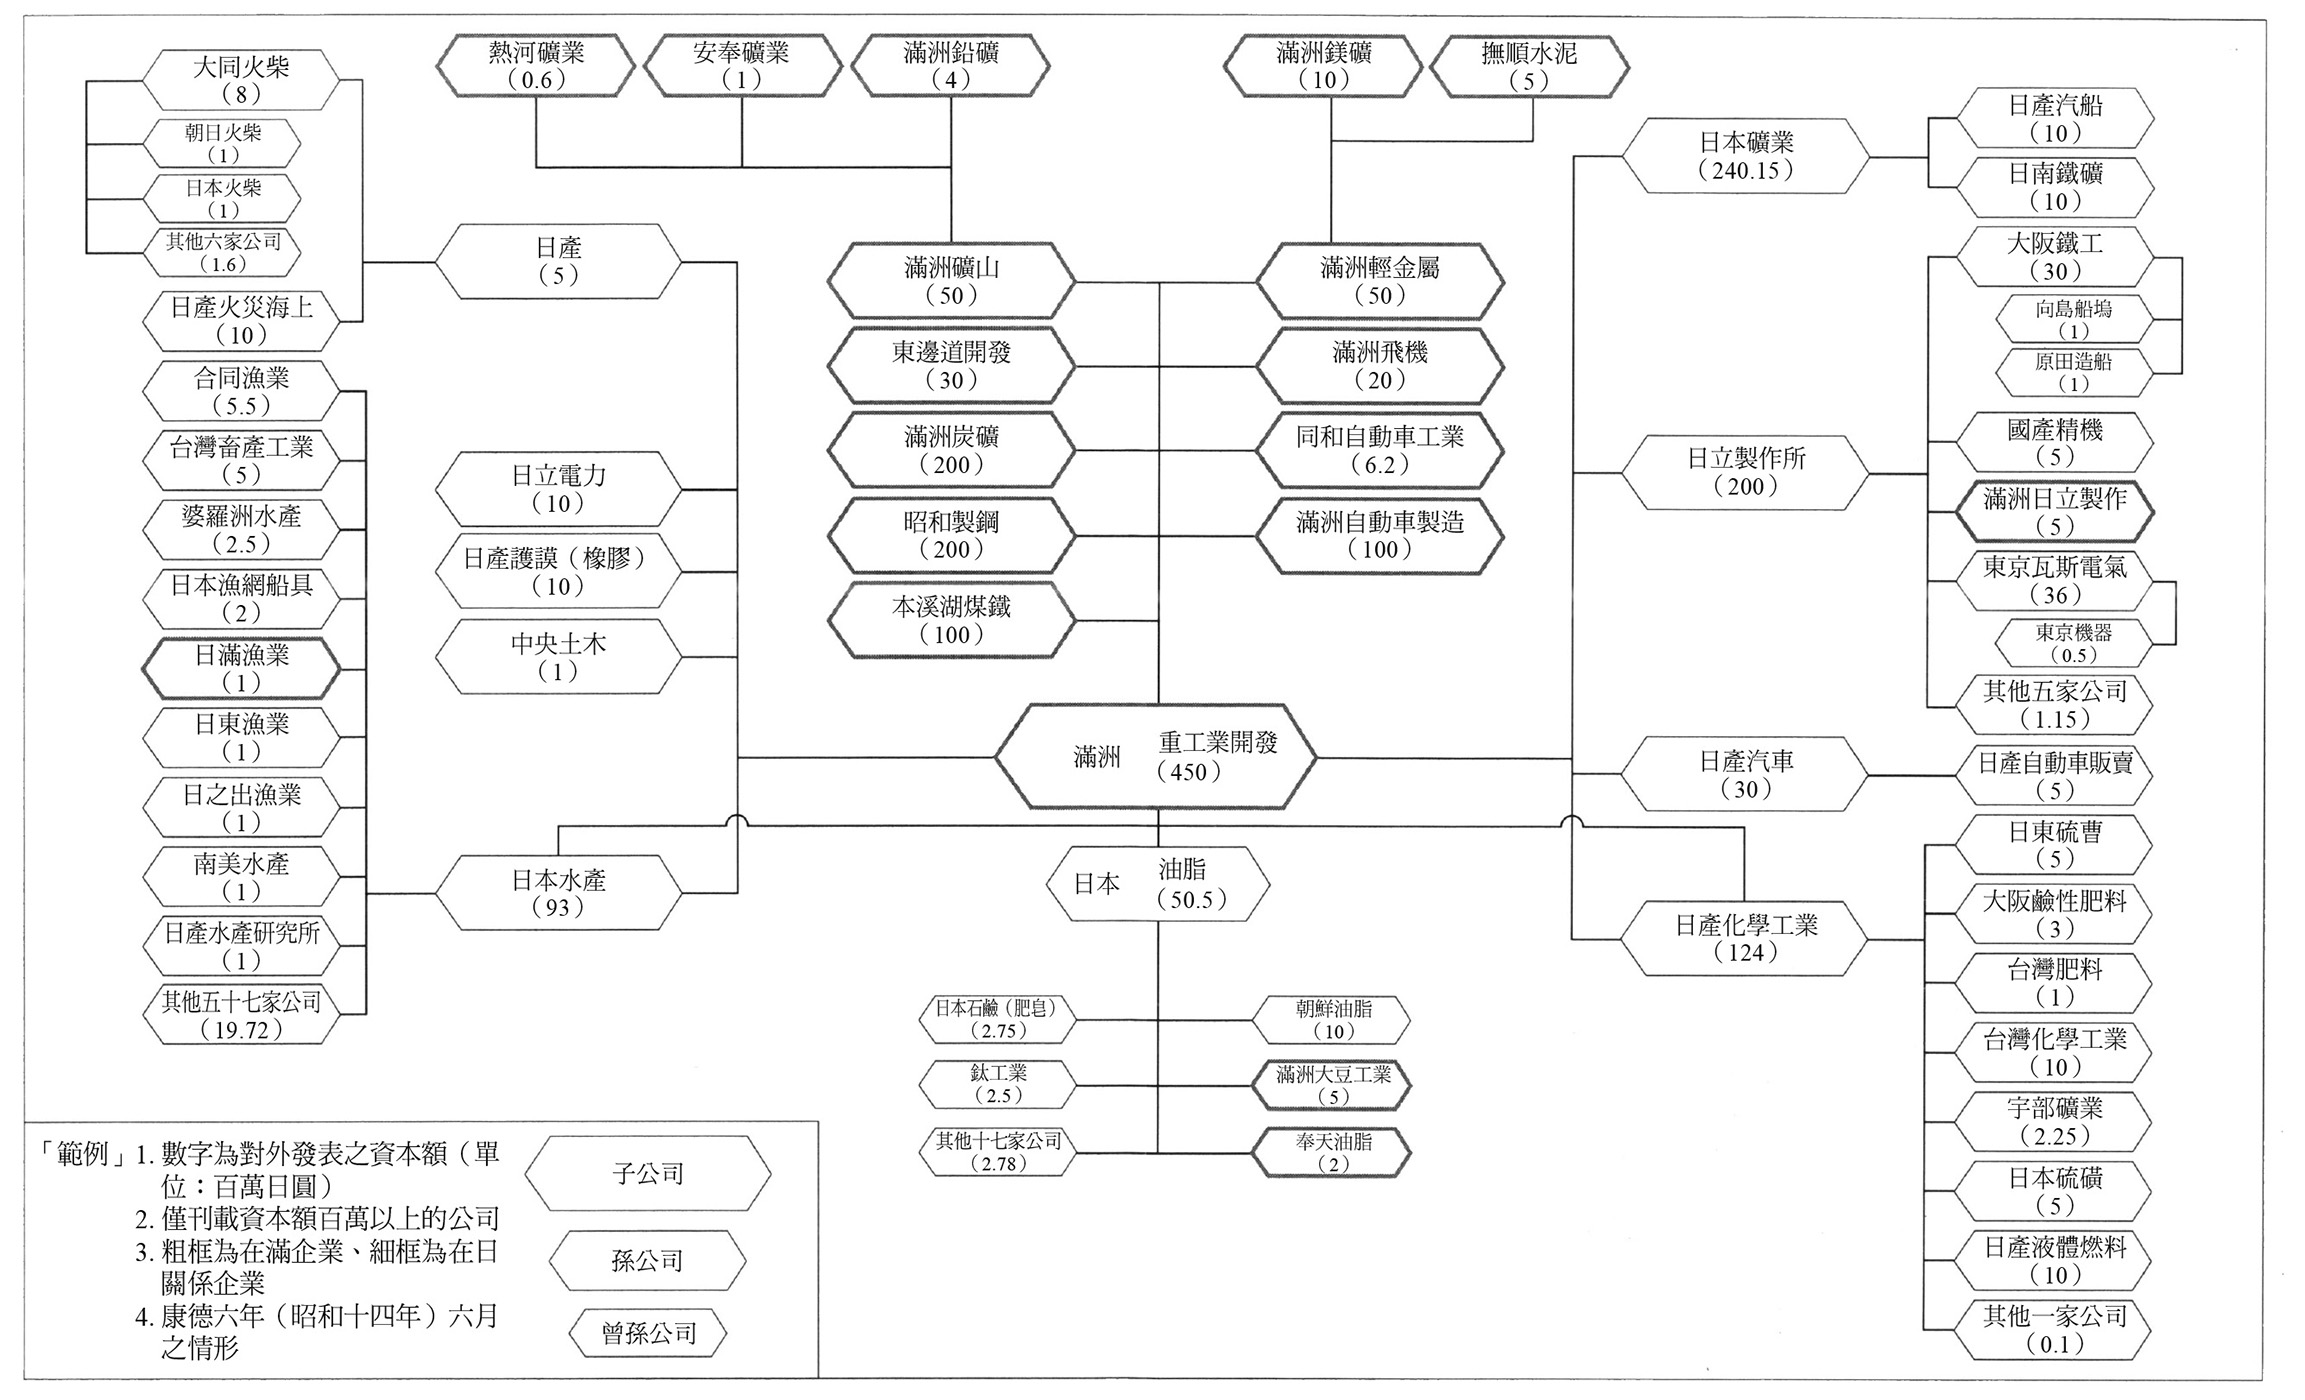 大同火柴
（8）
朝日火柴
（1）
日本火柴
（1）
其他六家公司
（1.6）
日產火災海上
（10）
合同漁業
（5.5）
台灣畜產工業
（5）
婆羅洲水產
（2.5）
日本漁網船具
（2）
日滿漁業
（1）
日東漁業
（1）
日之出漁業
（1）
南美水產
（1）
日產水產研究所
（1）
其他五十七家公司
（19.72）
日產
（5）
日立電力
（10）
日產護謨（橡膠）
（10）
中央土木
（1）
日本水產
（93）
熱河礦業
（0.6）
安奉礦業
（1）
滿洲鉛礦
（4）
滿洲鎂礦
（10）
撫順水泥
（5）
滿洲礦山
（50）
滿洲輕金屬
（50）
東邊道開發
（30）
滿洲飛機
（20）
滿洲炭礦
（200）
同和自動車工業
（6.2）
昭和製鋼
（200）
滿洲自動車製造
（100）
本溪湖煤鐵
（100）
滿洲　重工業開發
（450）
日本　油脂
（50.5）
日本石鹼（肥皂）
（2.75）
朝鮮油脂
（10）
鈦工業
（2.5）
滿洲大豆工業
（5）
其他十七家公司
（2.78）
奉天油脂
（2）
日本礦業
（240.15）
日立製作所
（200）
日產汽車
（30）
日產化學工業
（124）
日產汽船
（10）
日南鐵礦
（10）
大阪鐵工
（30）
向島船塢
（1）
原田造船
（1）
國產精機
（5）
滿洲日立製作
（5）
東京瓦斯電氣
（36）
東京機器
（0.5）
其他五家公司
（1.15）
日產自動車販賣
（5）
日東硫曹
（5）
大阪鹼性肥料
（3）
台灣肥料
（1）
台灣化學工業
（10）
宇部礦業
（2.25）
日本硫磺
（5）
日產液體燃料
（10）
其他一家公司
（0.1）
「範例」1. 數字為對外發表之資本額（單
位：百萬日圓）
2. 僅刊載資本額百萬以上的公司
3. 粗框為在滿企業、細框為在日
關係企業
4. 康德六年（昭和十四年）六月
之情形
子公司
孫公司
曾孫公司